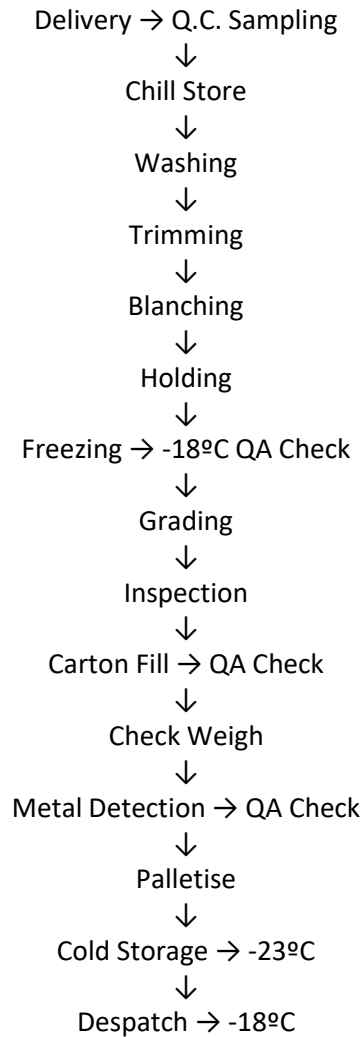 Delivery → Q.C. Sampling
↓
Chill Store
↓
Washing
↓
Trimming
↓
Blanching
↓
Holding
↓
Freezing → -18ºC QA Check
↓
Grading
↓
Inspection
↓
Carton Fill → QA Check
↓
Check Weigh
↓
Metal Detection → QA Check
↓
Palletise
↓
Cold Storage → -23ºC
↓
Despatch → -18ºC